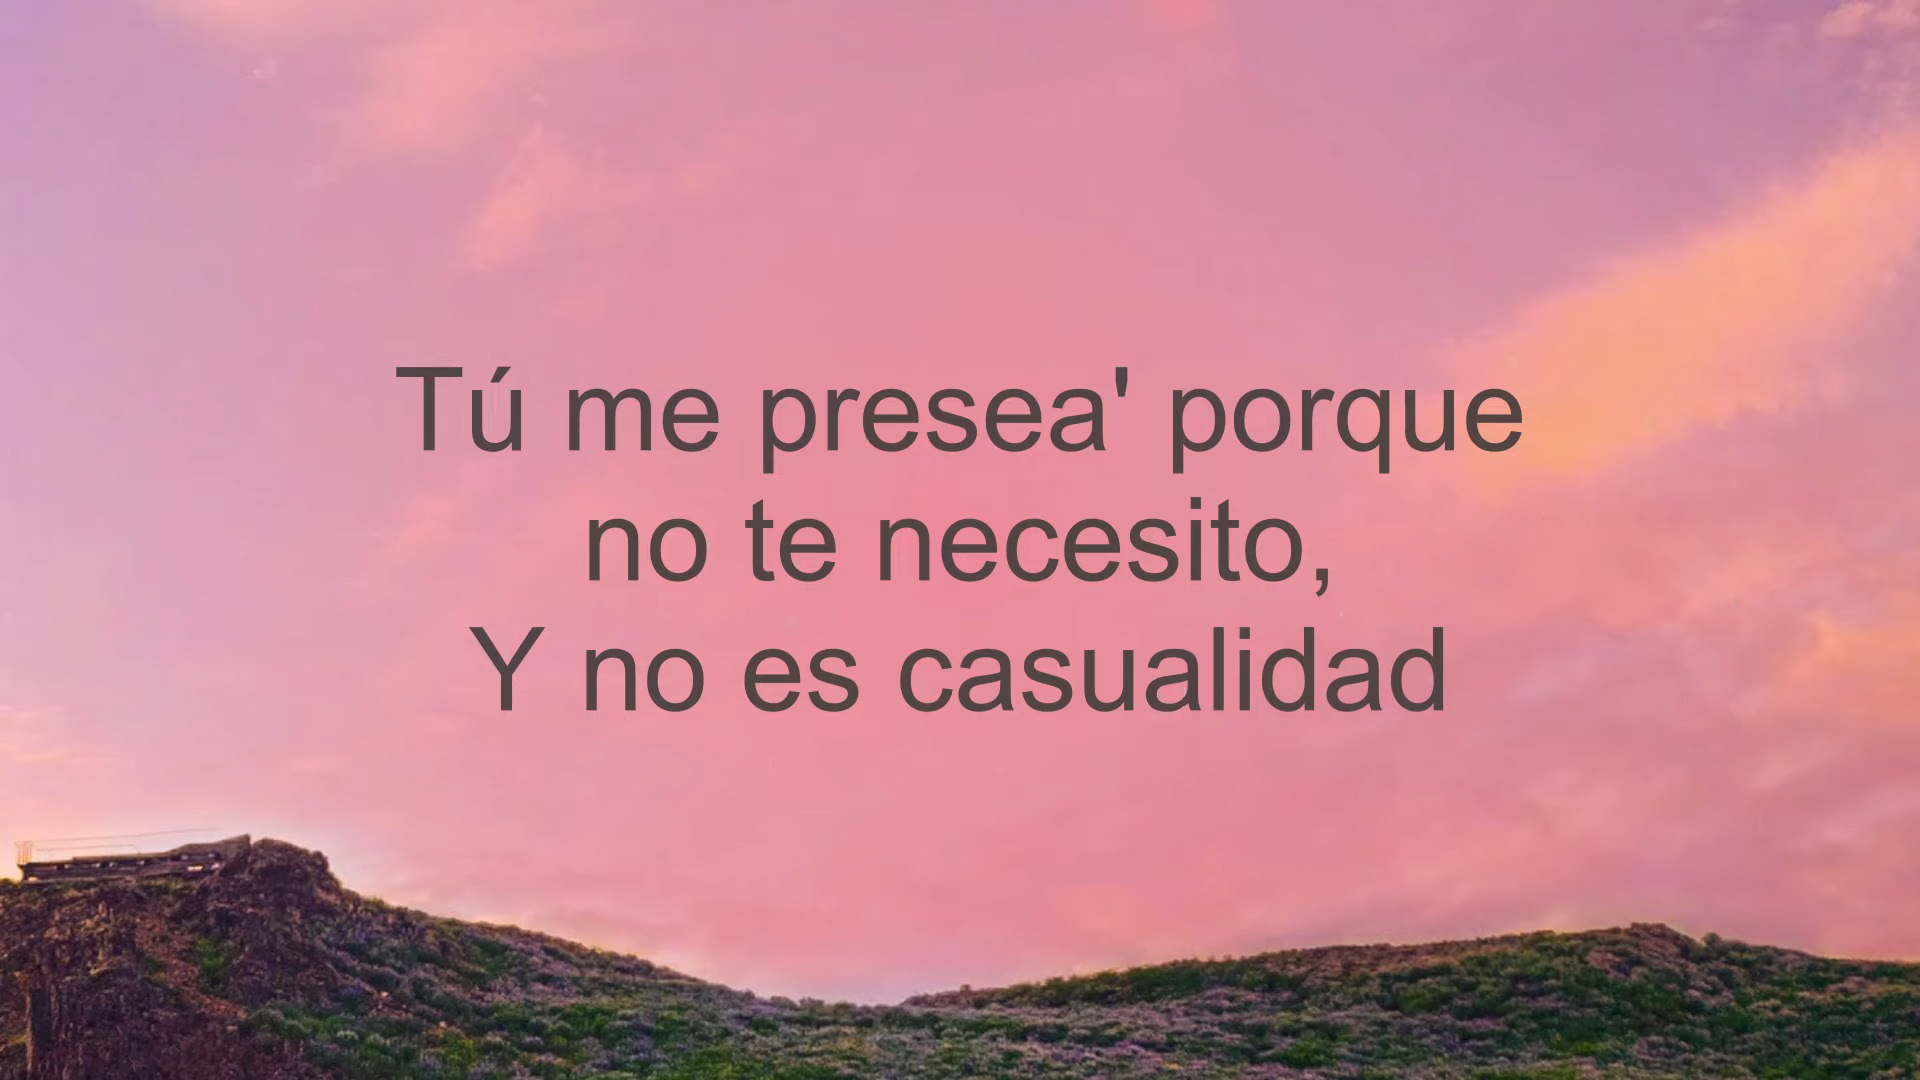 Tú me presea' porque
no te necesito,
Y no es casualidad